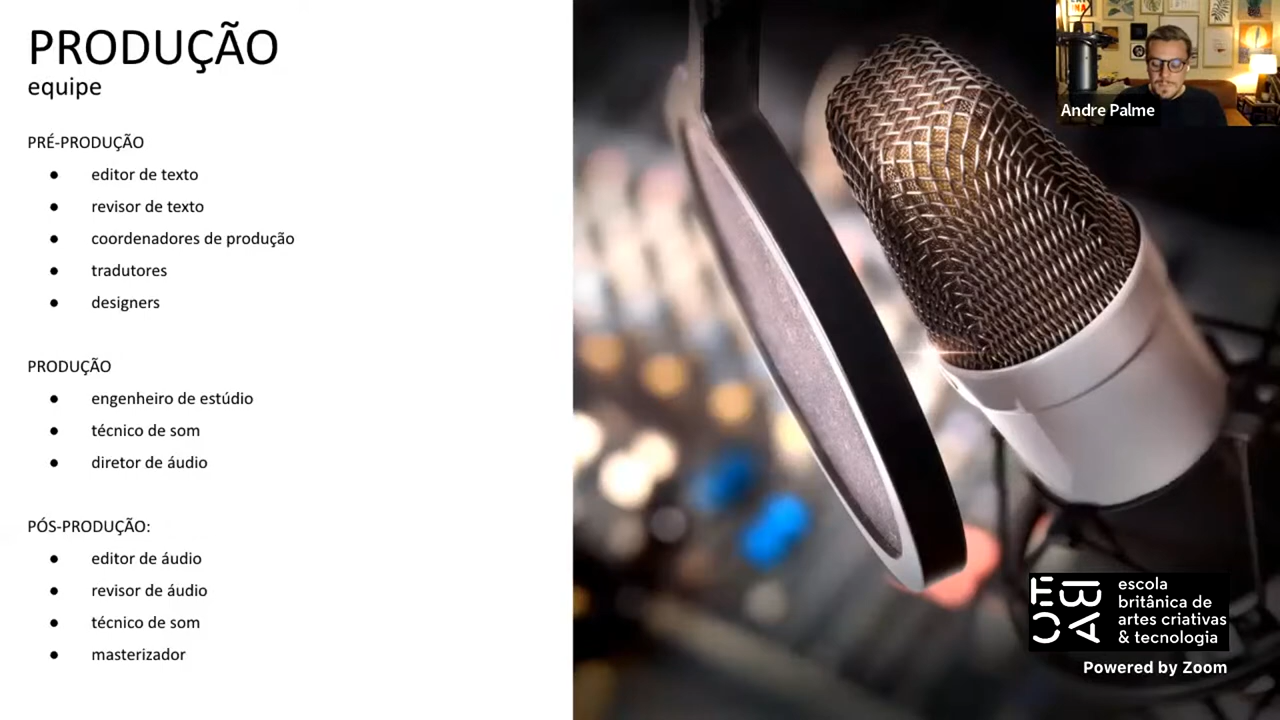 PRODUÇÃO
equipe
PRÉ-PRODUÇÃO
● editor de texto
● revisor de texto
● coordenadores de produção
● tradutores
● designers
PRODUÇÃO
● engenheiro de estúdio
● técnico de som
● diretor de áudio
PÓS-PRODUÇÃO:
● editor de áudio
● revisor de áudio
● técnico de som
● masterizador
Andre Palme
EBAC
escola
britânica de
artes criativas
& tecnologia
Powered by Zoom